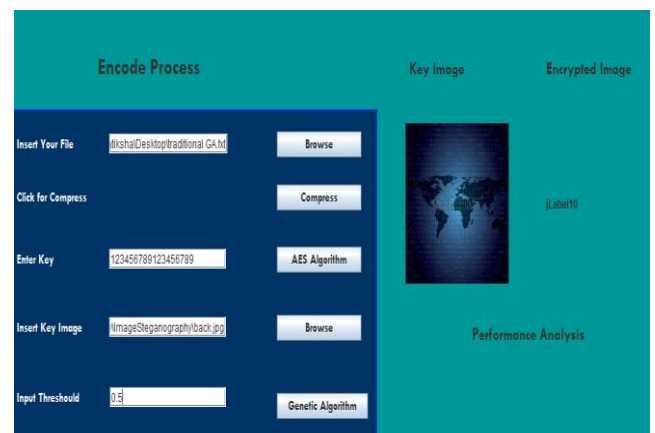 Encode Process
Key Image
Encrypted Image
Insert Your File
itiksha\Desktop\traditional GA.txt
Browse
Click for Compress
Compress
jLabel10
Enter Key
123456789123456789
AES Algorithm
Insert Key Image
\ImageSteganography\back.jpg
Browse
Performance Analysis
Input Threshould
0.5
Genetic Algorithm